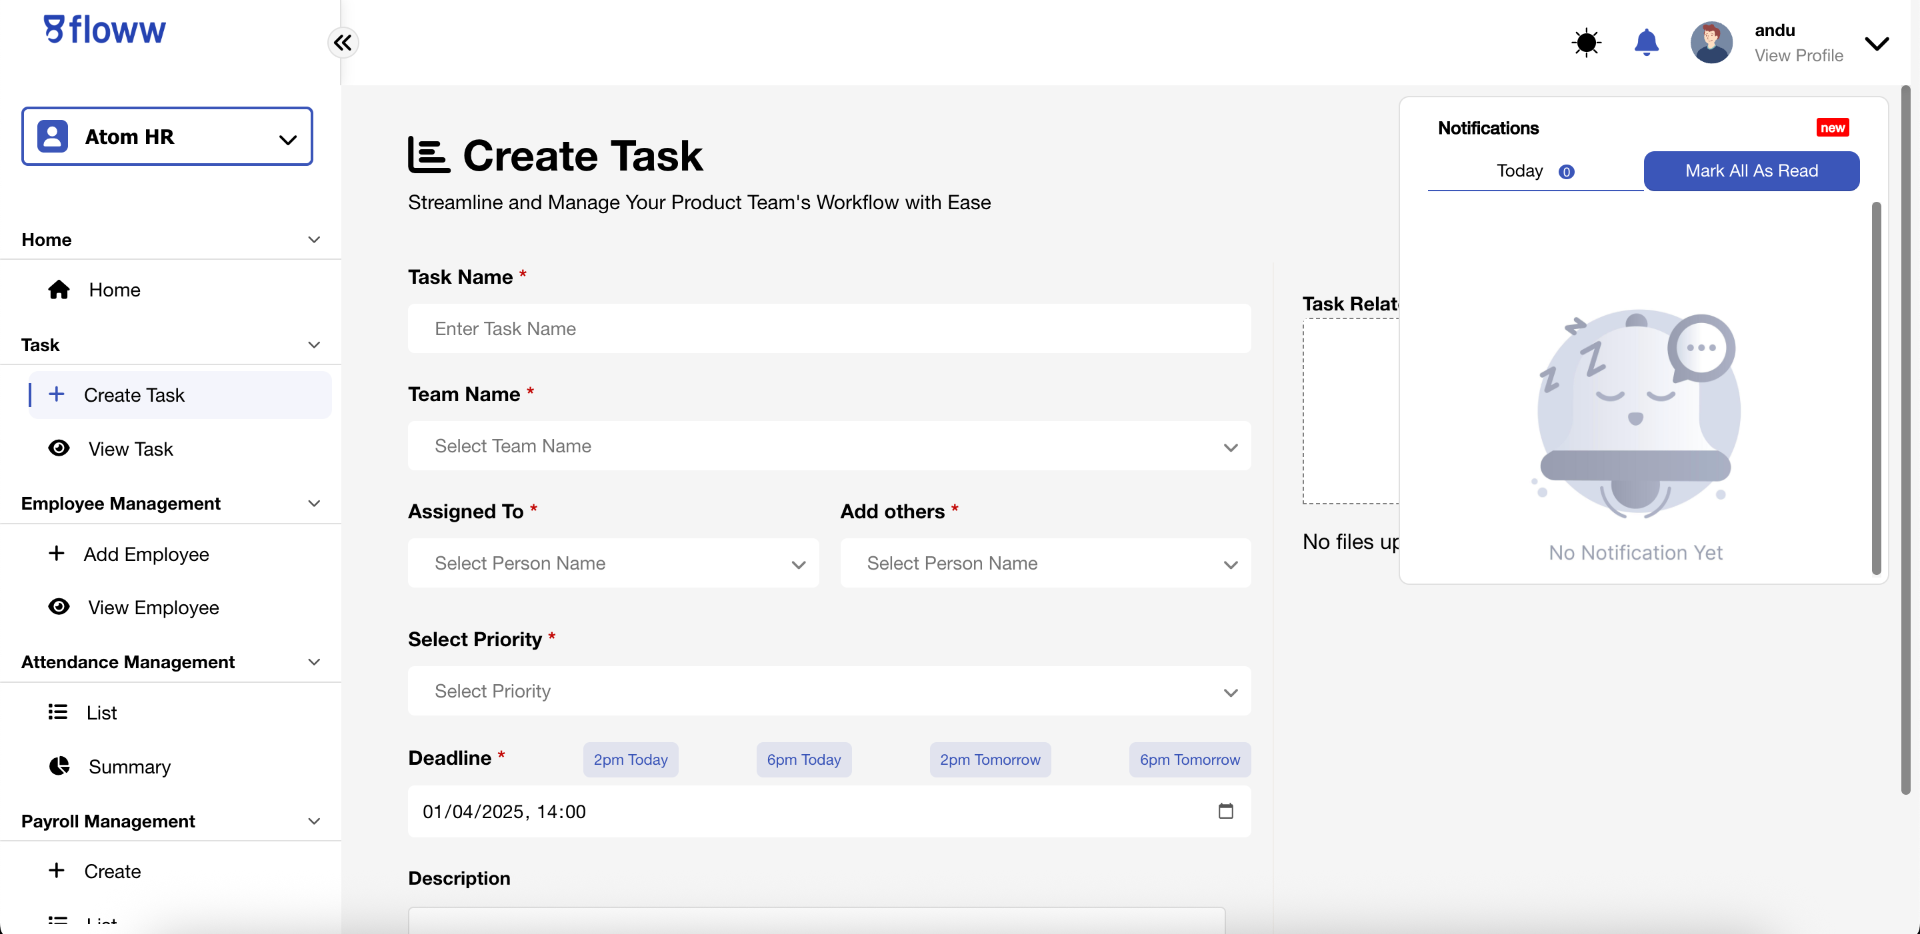 floww
andu
View Profile
Atom HR
Home
Home
Task
Create Task
View Task
Employee Management
Add Employee
View Employee
Attendance Management
List
Summary
Payroll Management
Create
List
Create Task
Streamline and Manage Your Product Team's Workflow with Ease
Task Name *
Enter Task Name
Team Name *
Select Team Name
Assigned To *
Add others *
Select Person Name
Select Person Name
Select Priority *
Select Priority
Deadline *
2pm Today
6pm Today
2pm Tomorrow
6pm Tomorrow
01/04/2025, 14:00
Description
Task Relat
No files up
Notifications
new
Today 0
Mark All As Read
z z z
No Notification Yet